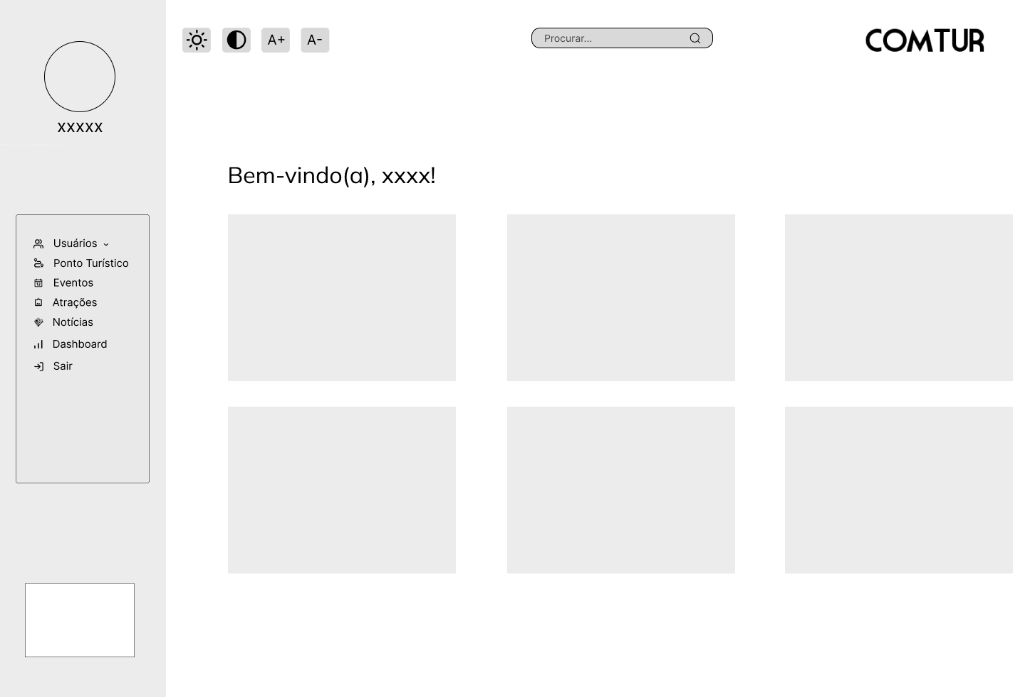 A+ A-
Procurar...
COMTUR
XXXXX
Bem-vindo(a), xxxx!
Usuários
Ponto Turístico
Eventos
Atrações
Notícias
Dashboard
Sair